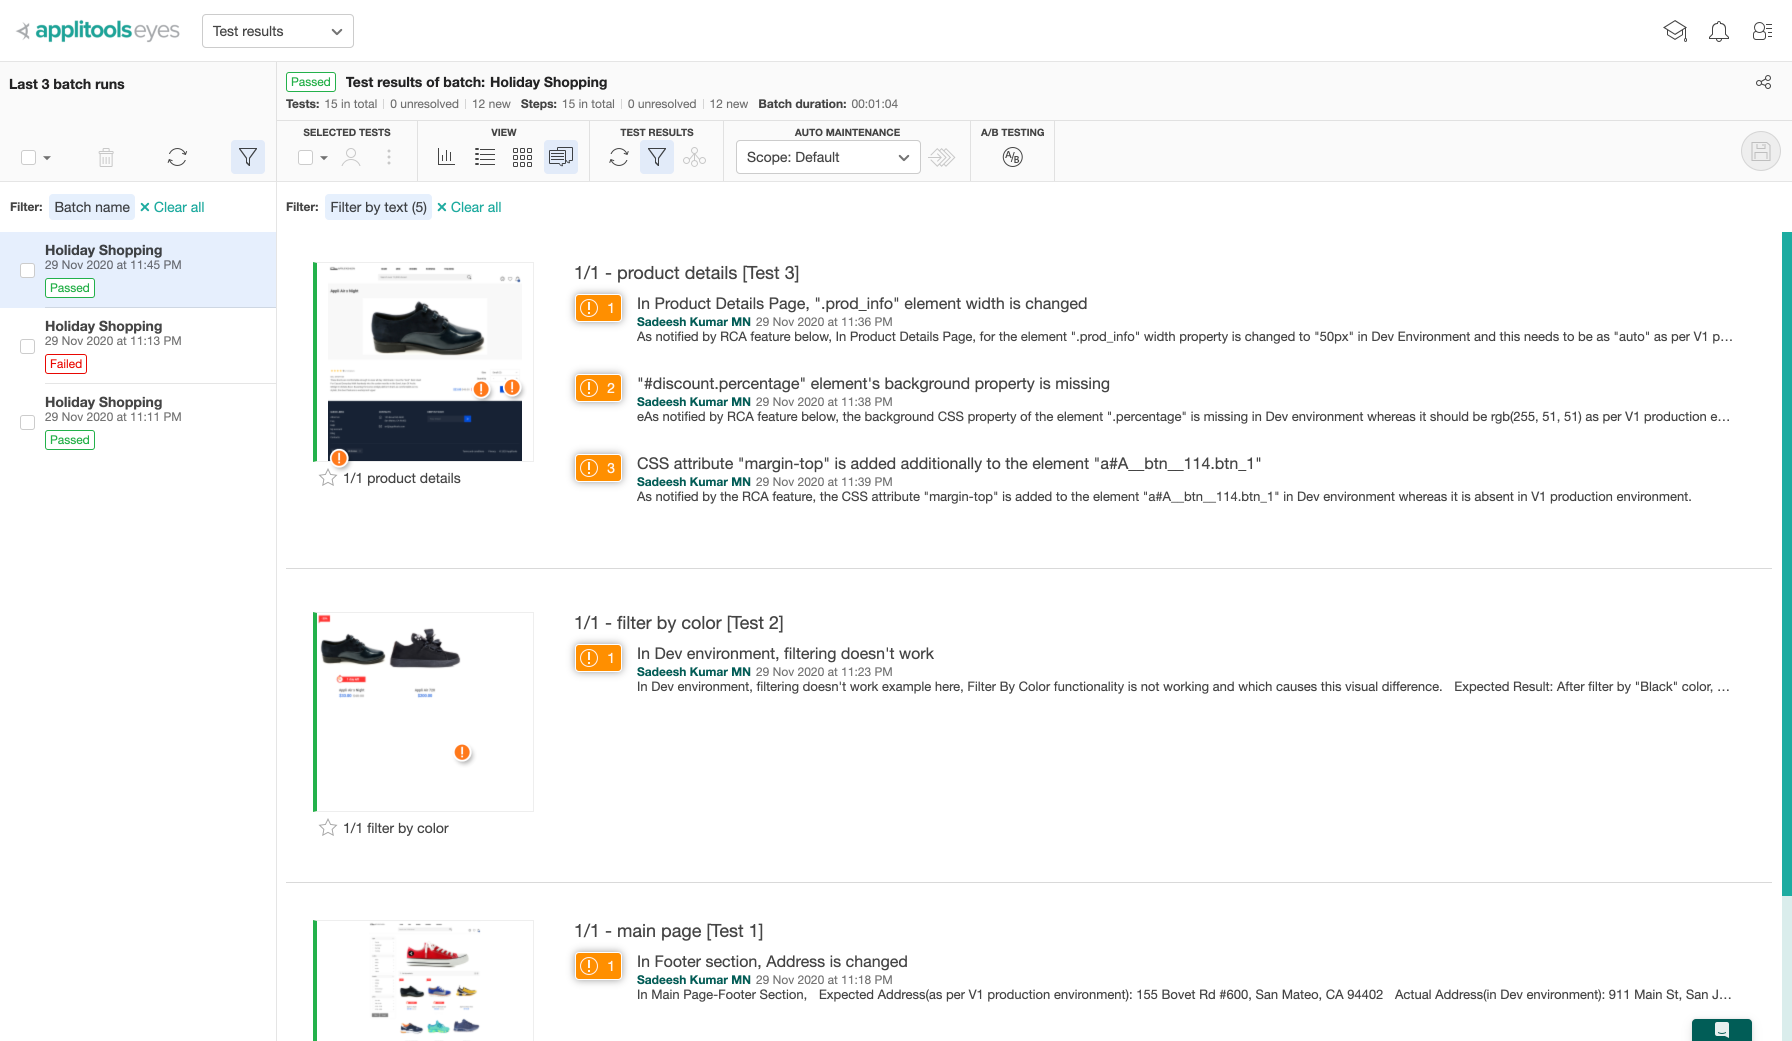 applitools eyes
Test results
Last 3 batch runs
Passed Test results of batch: Holiday Shopping
Tests: 15 in total | 0 unresolved | 12 new Steps: 15 in total | 0 unresolved | 12 new Batch duration: 00:01:04
SELECTED TESTS
VIEW
TEST RESULTS
AUTO MAINTENANCE
A/B TESTING
Scope: Default
A/B
Filter: Batch name × Clear all
Filter: Filter by text (5) × Clear all
Holiday Shopping
29 Nov 2020 at 11:45 PM
Passed
Holiday Shopping
29 Nov 2020 at 11:13 PM
Failed
Holiday Shopping
29 Nov 2020 at 11:11 PM
Passed
1/1 product details
1/1 - product details [Test 3]
1 In Product Details Page, ".prod_info" element width is changed
Sadeesh Kumar MN 29 Nov 2020 at 11:36 PM
As notified by RCA feature below, In Product Details Page, for the element ".prod_info" width property is changed to "50px" in Dev Environment and this needs to be as "auto" as per V1 p…
2 "#discount.percentage" element's background property is missing
Sadeesh Kumar MN 29 Nov 2020 at 11:38 PM
eAs notified by RCA feature below, the background CSS property of the element ".percentage" is missing in Dev environment whereas it should be rgb(255, 51, 51) as per V1 production e…
3 CSS attribute "margin-top" is added additionally to the element "a#A__btn__114.btn_1"
Sadeesh Kumar MN 29 Nov 2020 at 11:39 PM
As notified by the RCA feature, the CSS attribute "margin-top" is added to the element "a#A__btn__114.btn_1" in Dev environment whereas it is absent in V1 production environment.
1/1 filter by color
1/1 - filter by color [Test 2]
1 In Dev environment, filtering doesn't work
Sadeesh Kumar MN 29 Nov 2020 at 11:23 PM
In Dev environment, filtering doesn't work example here, Filter By Color functionality is not working and which causes this visual difference. Expected Result: After filter by "Black" color, …
1/1 - main page [Test 1]
1 In Footer section, Address is changed
Sadeesh Kumar MN 29 Nov 2020 at 11:18 PM
In Main Page-Footer Section, Expected Address(as per V1 production environment): 155 Bovet Rd #600, San Mateo, CA 94402 Actual Address(in Dev environment): 911 Main St, San J…